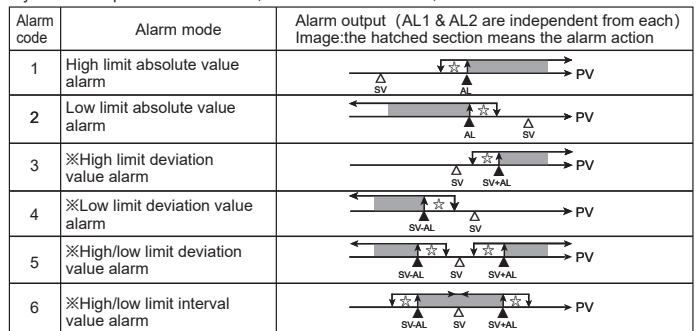 Alarm code
Alarm mode
Alarm output (AL1 & AL2 are independent from each)
Image:the hatched section means the alarm action
1
High limit absolute value alarm
SV
AL
PV
2
Low limit absolute value alarm
AL
SV
PV
3
※High limit deviation value alarm
SV
SV+AL
PV
4
※Low limit deviation value alarm
SV-AL
SV
PV
5
※High/low limit deviation value alarm
SV-AL
SV
SV+AL
PV
6
※High/low limit interval value alarm
SV-AL
SV
SV+AL
PV